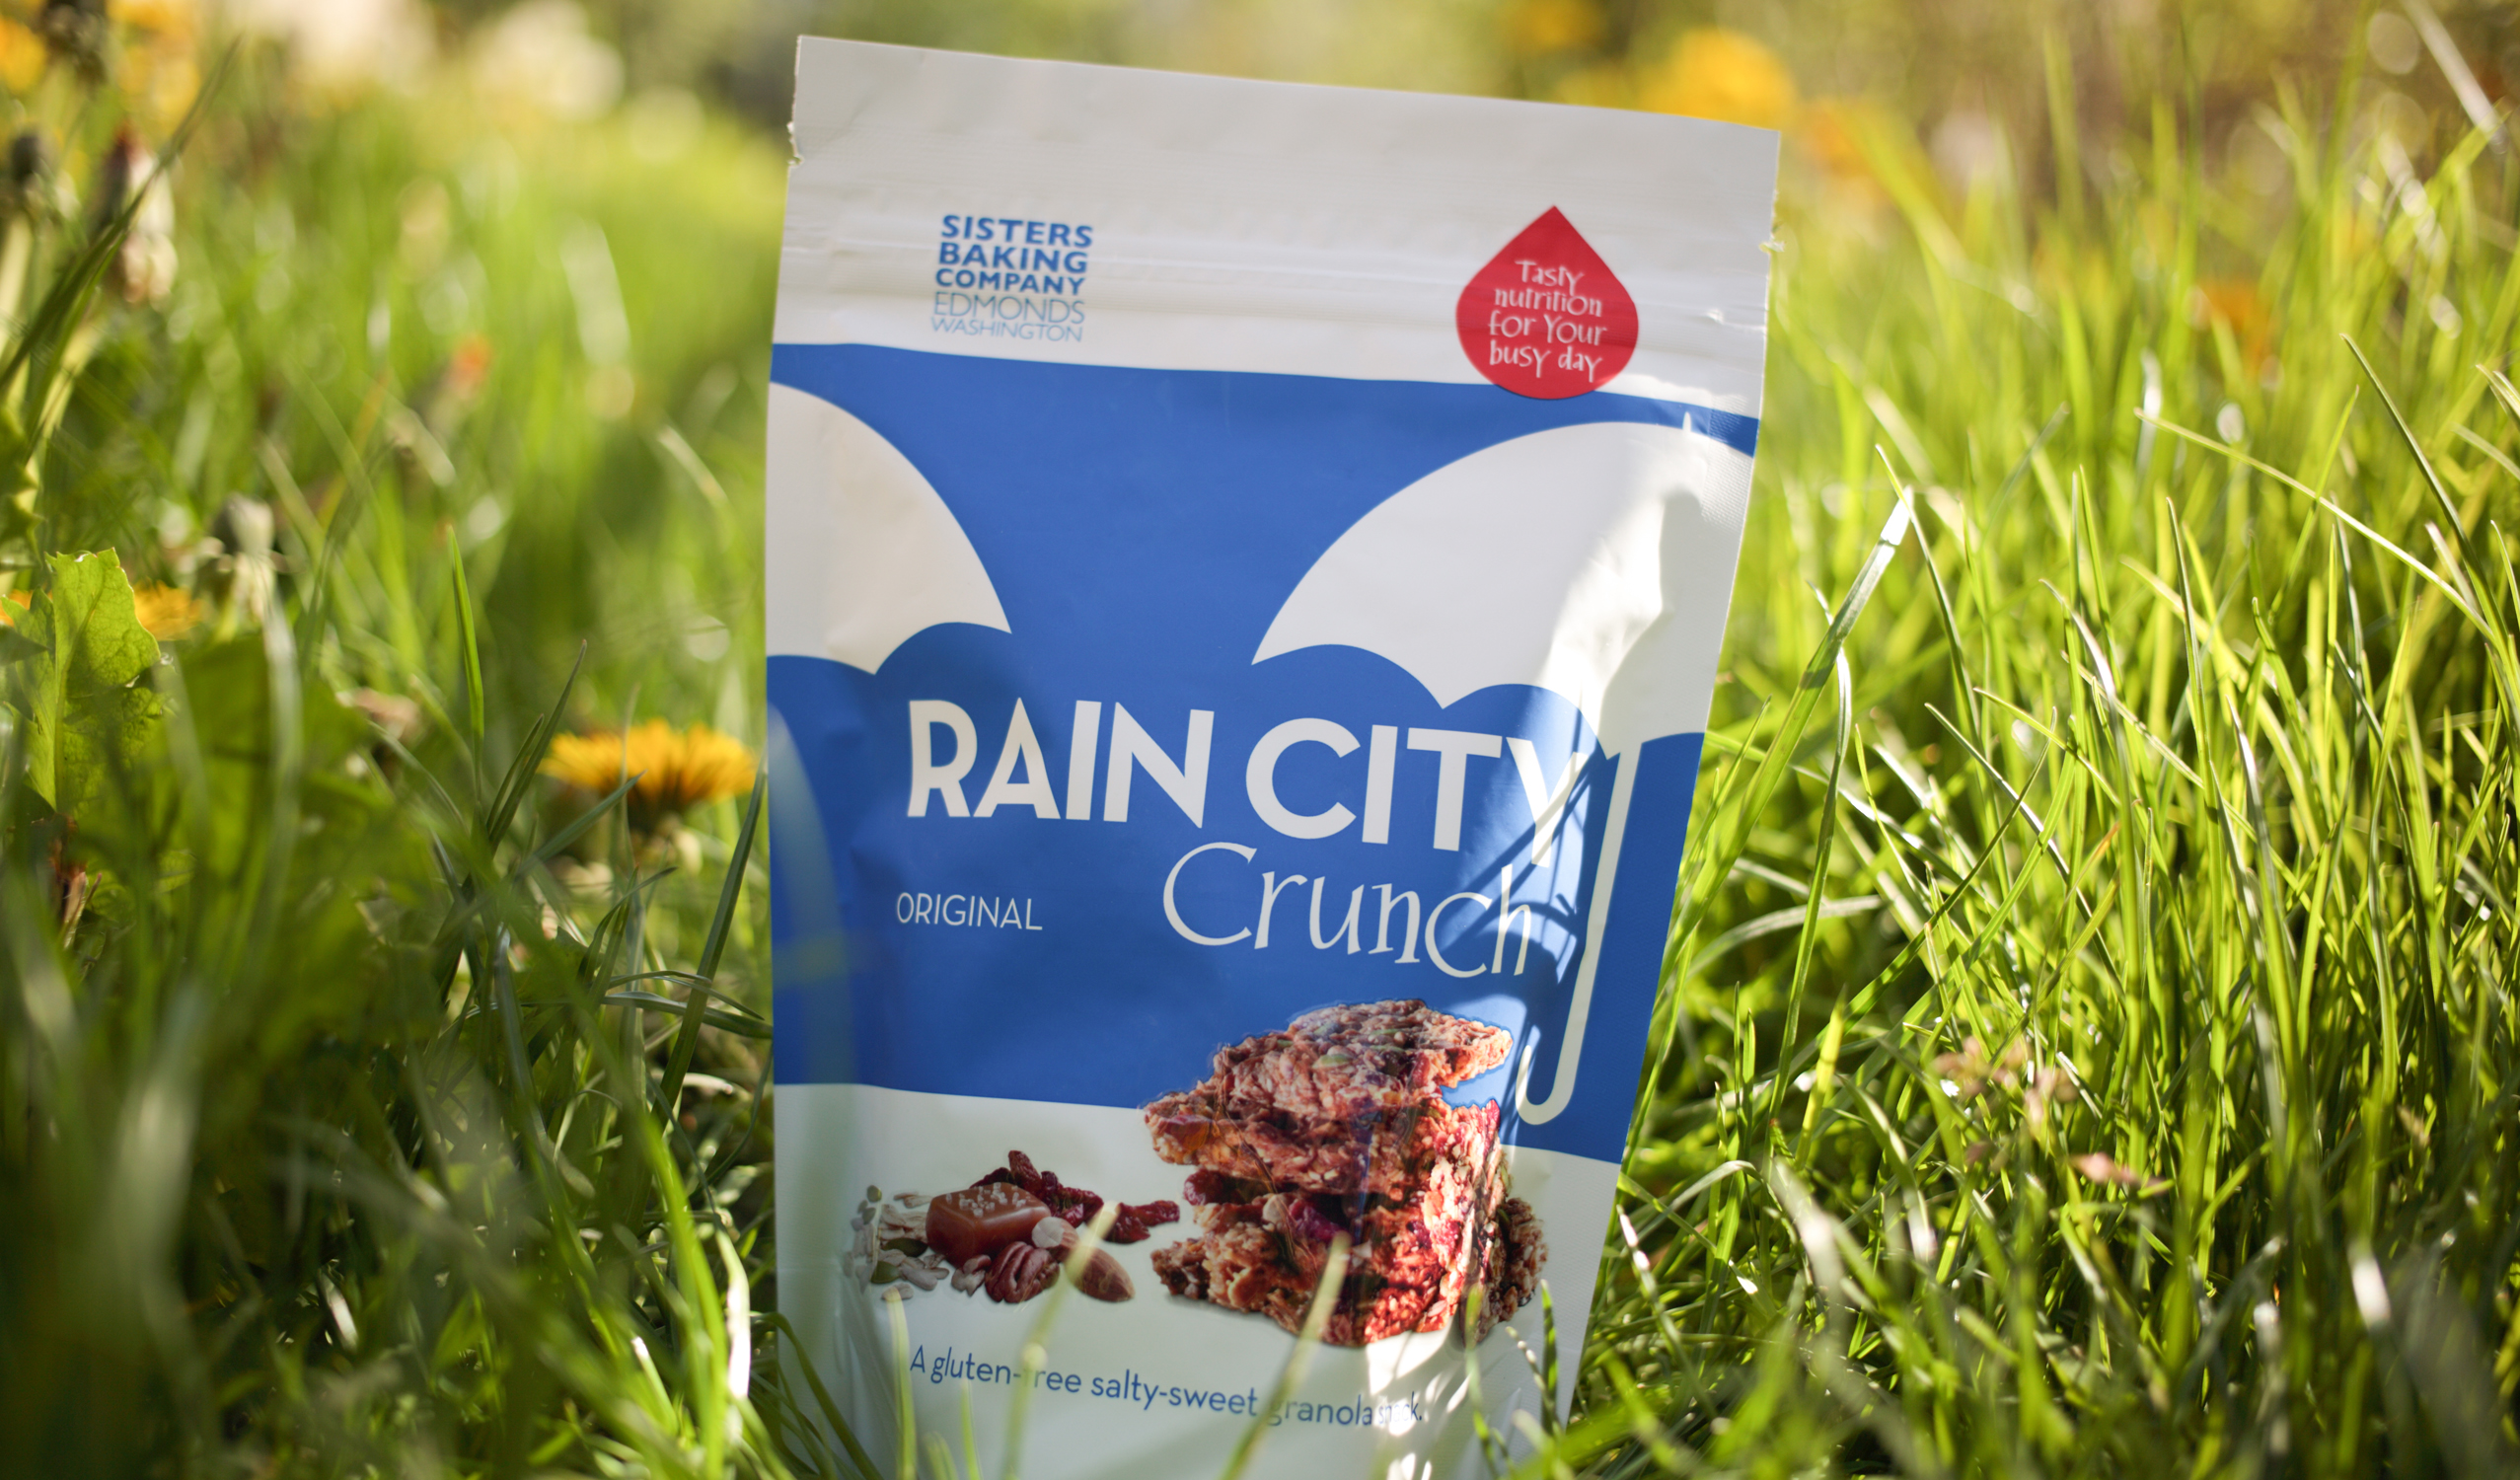 SISTERS
BAKING
COMPANY
EDMONDS
WASHINGTON
Tasty
nutrition
for Your
busy day
RAIN CITY
Crunch
ORIGINAL
A gluten-free salty-sweet granola snack.